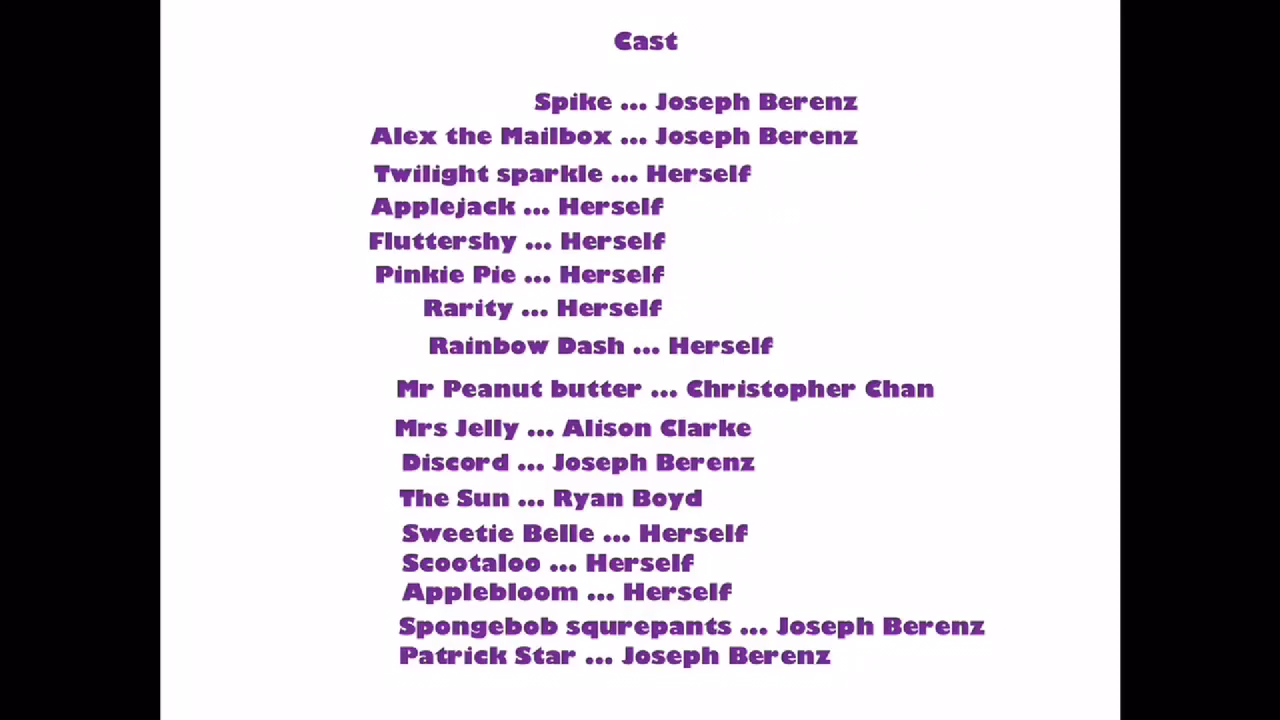 Cast
Spike ... Joseph Berenz
Alex the Mailbox ... Joseph Berenz
Twilight sparkle ... Herself
Applejack ... Herself
Fluttershy ... Herself
Pinkie Pie ... Herself
Rarity ... Herself
Rainbow Dash ... Herself
Mr Peanut butter ... Christopher Chan
Mrs Jelly ... Alison Clarke
Discord ... Joseph Berenz
The Sun ... Ryan Boyd
Sweetie Belle ... Herself
Scootaloo ... Herself
Applebloom ... Herself
Spongebob squrepants ... Joseph Berenz
Patrick Star ... Joseph Berenz